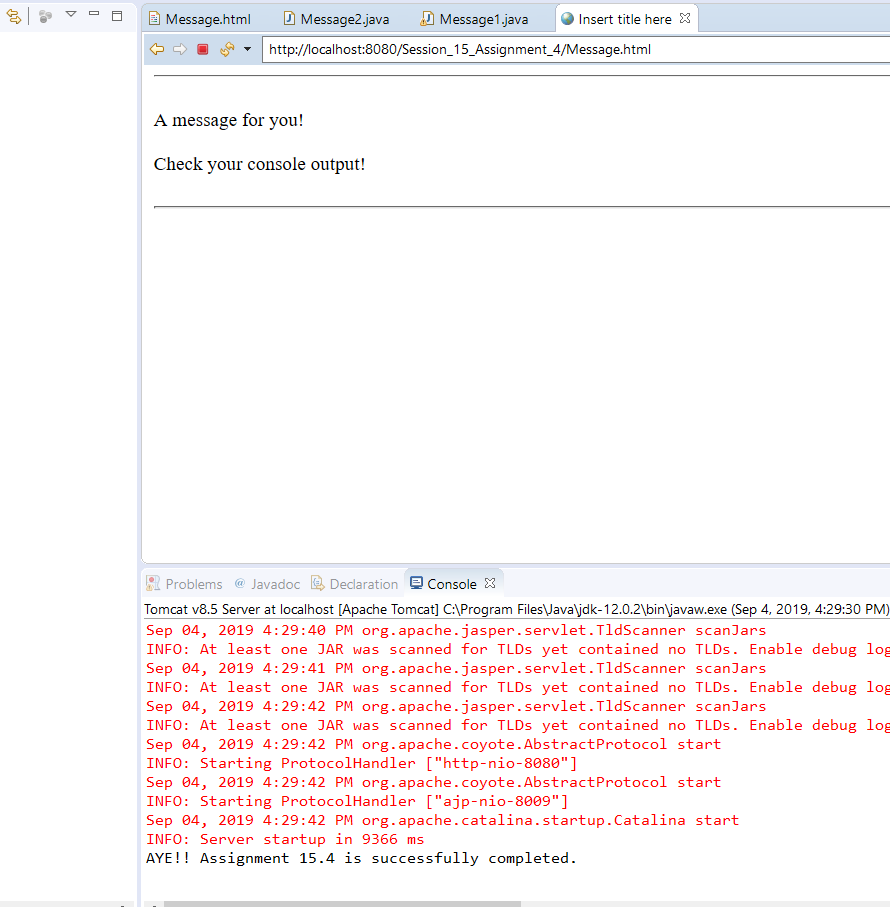 Message.html Message2.java Message1.java Insert title here
http://localhost:8080/Session_15_Assignment_4/Message.html
A message for you!
Check your console output!
Problems @ Javadoc Declaration Console
Tomcat v8.5 Server at localhost [Apache Tomcat] C:\Program Files\Java\jdk-12.0.2\bin\javaw.exe (Sep 4, 2019, 4:29:30 PM)
Sep 04, 2019 4:29:40 PM org.apache.jasper.servlet.TldScanner scanJars
INFO: At least one JAR was scanned for TLDs yet contained no TLDs. Enable debug log
Sep 04, 2019 4:29:41 PM org.apache.jasper.servlet.TldScanner scanJars
INFO: At least one JAR was scanned for TLDs yet contained no TLDs. Enable debug log
Sep 04, 2019 4:29:42 PM org.apache.jasper.servlet.TldScanner scanJars
INFO: At least one JAR was scanned for TLDs yet contained no TLDs. Enable debug log
Sep 04, 2019 4:29:42 PM org.apache.coyote.AbstractProtocol start
INFO: Starting ProtocolHandler ["http-nio-8080"]
Sep 04, 2019 4:29:42 PM org.apache.coyote.AbstractProtocol start
INFO: Starting ProtocolHandler ["ajp-nio-8009"]
Sep 04, 2019 4:29:42 PM org.apache.catalina.startup.Catalina start
INFO: Server startup in 9366 ms
AYE!! Assignment 15.4 is successfully completed.